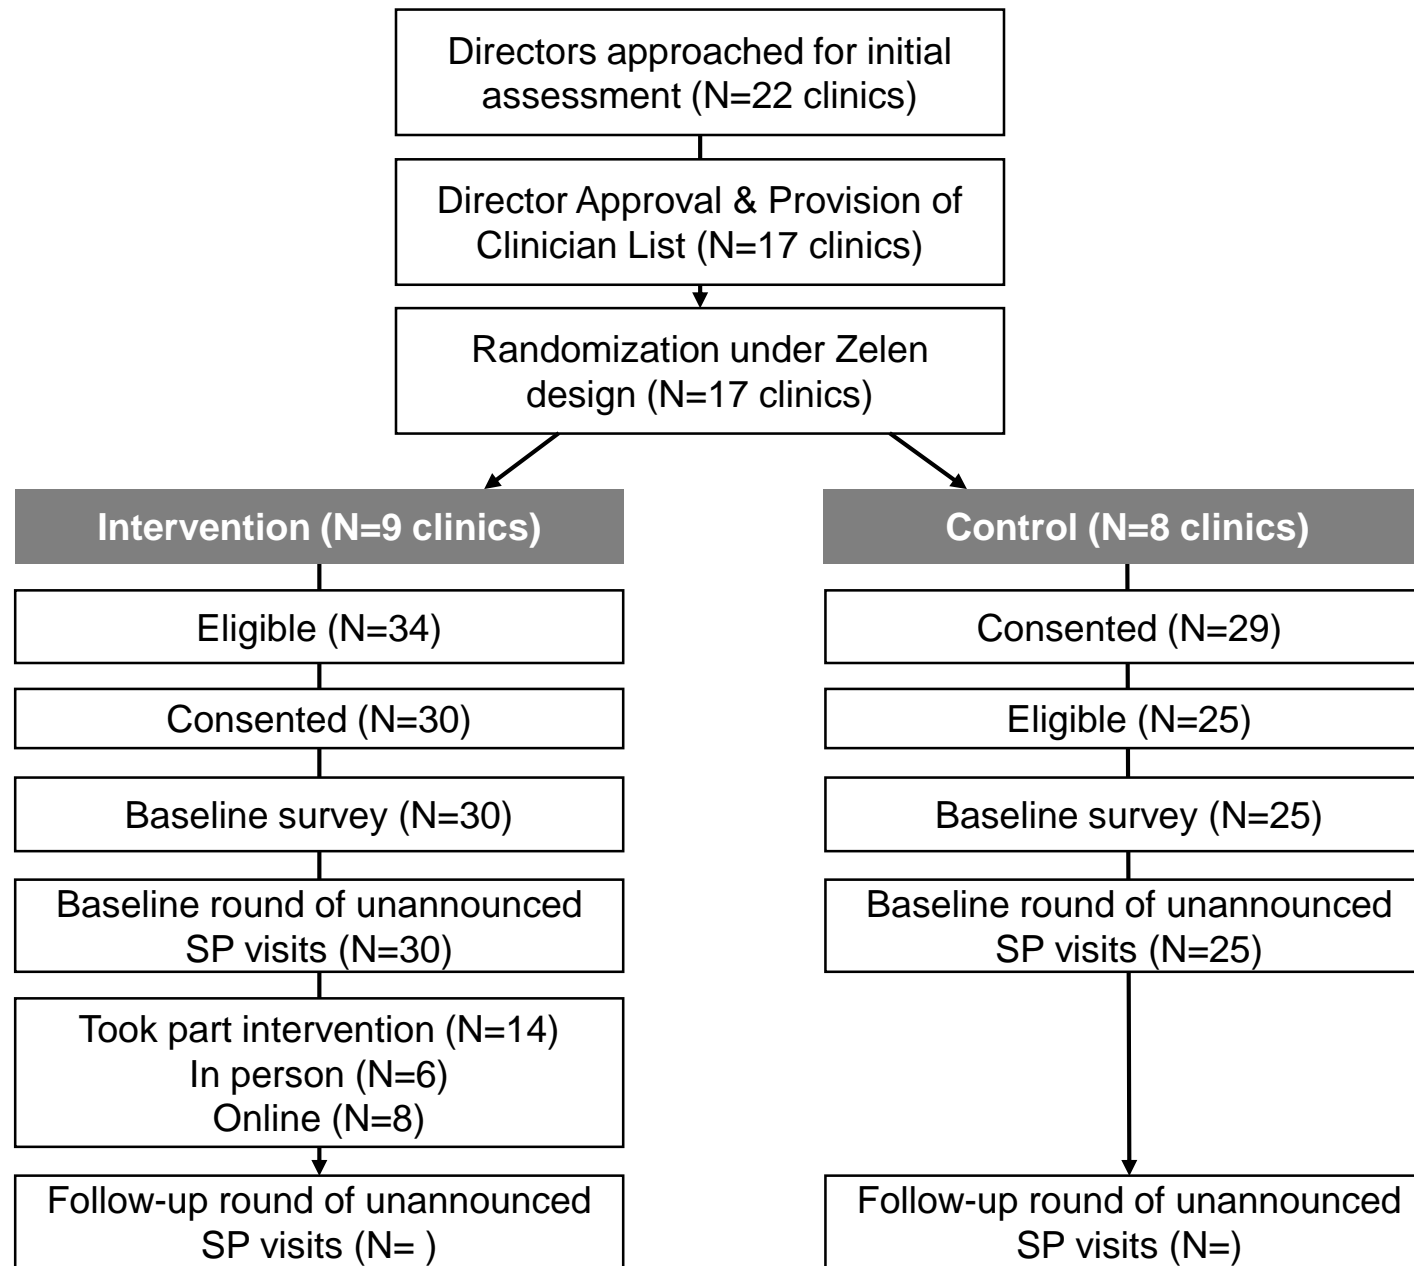 Directors approached for initial
assessment (N=22 clinics)
Director Approval & Provision of
Clinician List (N=17 clinics)
Randomization under Zelen
design (N=17 clinics)
Intervention (N=9 clinics)
Eligible (N=34)
Consented (N=30)
Baseline survey (N=30)
Baseline round of unannounced
SP visits (N=30)
Took part intervention (N=14)
In person (N=6)
Online (N=8)
Follow-up round of unannounced
SP visits (N= )
Control (N=8 clinics)
Consented (N=29)
Eligible (N=25)
Baseline survey (N=25)
Baseline round of unannounced
SP visits (N=25)
Follow-up round of unannounced
SP visits (N=)